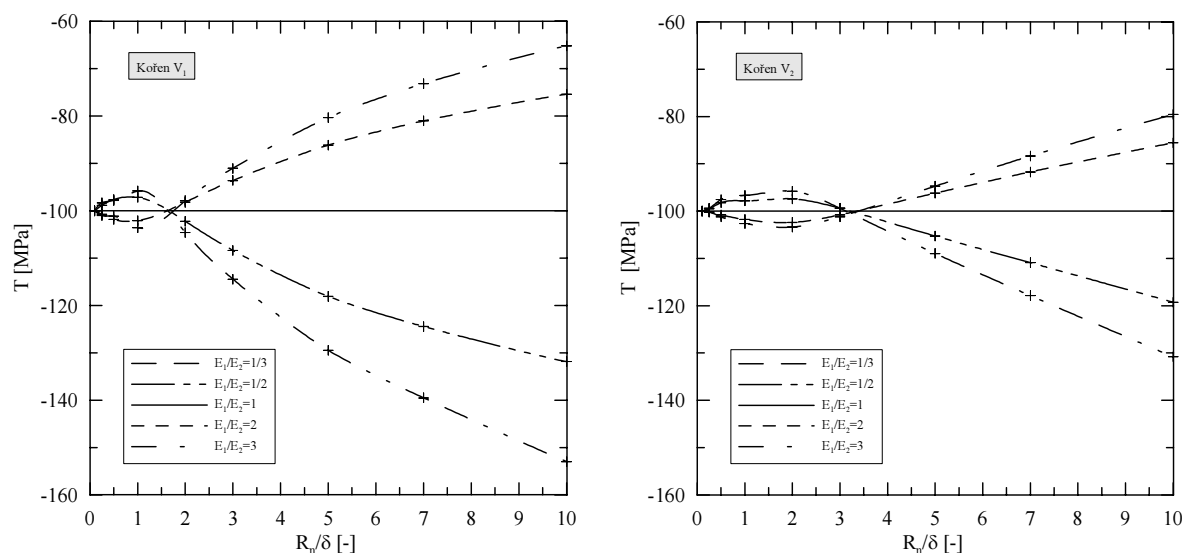 -60
-80
-100
-120
-140
-160
T [MPa]
Kořen V₁
E₁/E₂=1/3
E₁/E₂=1/2
E₁/E₂=1
E₁/E₂=2
E₁/E₂=3
0 1 2 3 4 5 6 7 8 9 10
Rₙ/δ [-]
-60
-80
-100
-120
-140
-160
T [MPa]
Kořen V₂
E₁/E₂=1/3
E₁/E₂=1/2
E₁/E₂=1
E₁/E₂=2
E₁/E₂=3
0 1 2 3 4 5 6 7 8 9 10
Rₙ/δ [-]